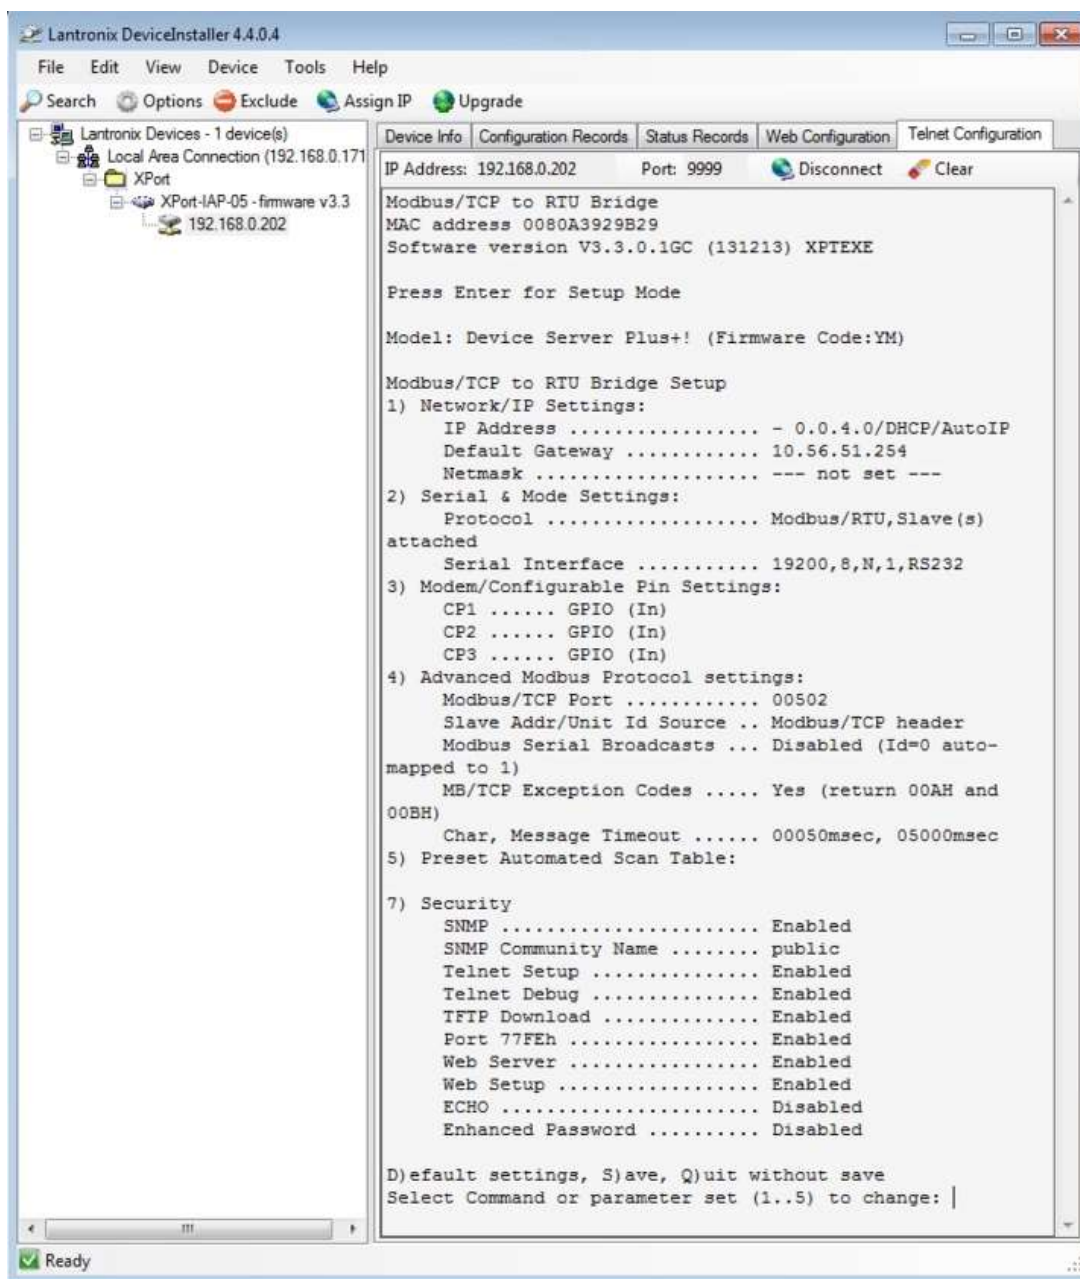 Lantronix DeviceInstaller 4.4.0.4
File Edit View Device Tools Help
Search Options Exclude Assign IP Upgrade
Lantronix Devices - 1 device(s)
Local Area Connection (192.168.0.171
XPort
XPort-IAP-05 - firmware v3.3
192.168.0.202
Device Info Configuration Records Status Records Web Configuration Telnet Configuration
IP Address: 192.168.0.202 Port: 9999 Disconnect Clear
Modbus/TCP to RTU Bridge
MAC address 0080A3929B29
Software version V3.3.0.1GC (131213) XPTEXE
Press Enter for Setup Mode
Model: Device Server Plus+! (Firmware Code:YM)
Modbus/TCP to RTU Bridge Setup
1) Network/IP Settings:
IP Address ................. - 0.0.4.0/DHCP/AutoIP
Default Gateway ............ 10.56.51.254
Netmask .................... --- not set ---
2) Serial & Mode Settings:
Protocol ................... Modbus/RTU,Slave(s)
attached
Serial Interface ........... 19200,8,N,1,RS232
3) Modem/Configurable Pin Settings:
CP1 ...... GPIO (In)
CP2 ...... GPIO (In)
CP3 ...... GPIO (In)
4) Advanced Modbus Protocol settings:
Modbus/TCP Port ............ 00502
Slave Addr/Unit Id Source .. Modbus/TCP header
Modbus Serial Broadcasts ... Disabled (Id=0 auto-
mapped to 1)
MB/TCP Exception Codes ..... Yes (return 00AH and
00BH)
Char, Message Timeout ...... 00050msec, 05000msec
5) Preset Automated Scan Table:
7) Security
SNMP ....................... Enabled
SNMP Community Name ........ public
Telnet Setup ............... Enabled
Telnet Debug ............... Enabled
TFTP Download .............. Enabled
Port 77FEh ................. Enabled
Web Server ................. Enabled
Web Setup .................. Enabled
ECHO ....................... Disabled
Enhanced Password .......... Disabled
D)efault settings, S)ave, Q)uit without save
Select Command or parameter set (1..5) to change:
Ready